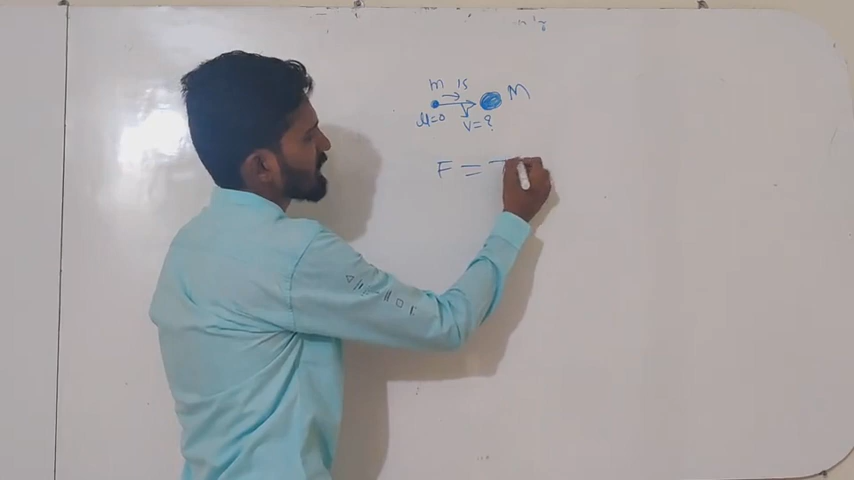 m 1s
M
u=0
v=?
F =